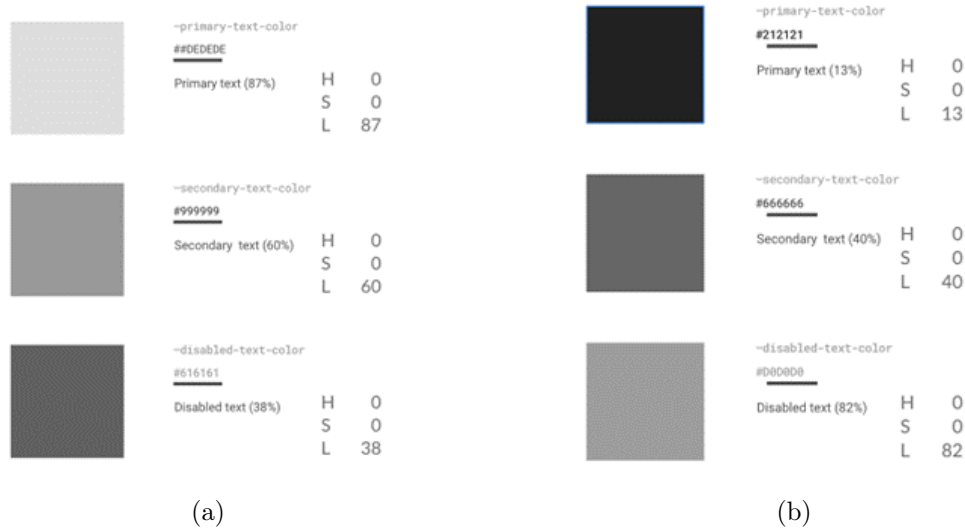 ~primary-text-color
##DEDEDE
Primary text (87%)
H 0
S 0
L 87
~secondary-text-color
#999999
Secondary text (60%)
H 0
S 0
L 60
~disabled-text-color
#616161
Disabled text (38%)
H 0
S 0
L 38
(a)
~primary-text-color
#212121
Primary text (13%)
H 0
S 0
L 13
~secondary-text-color
#666666
Secondary text (40%)
H 0
S 0
L 40
~disabled-text-color
#D0D0D0
Disabled text (82%)
H 0
S 0
L 82
(b)